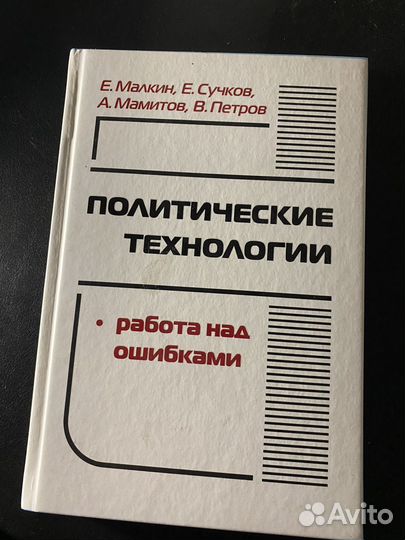 Е. Малкин, Е. Сучков,
А. Мамитов, В. Петров
ПОЛИТИЧЕСКИЕ
ТЕХНОЛОГИИ
• работа над
ошибками
Avito